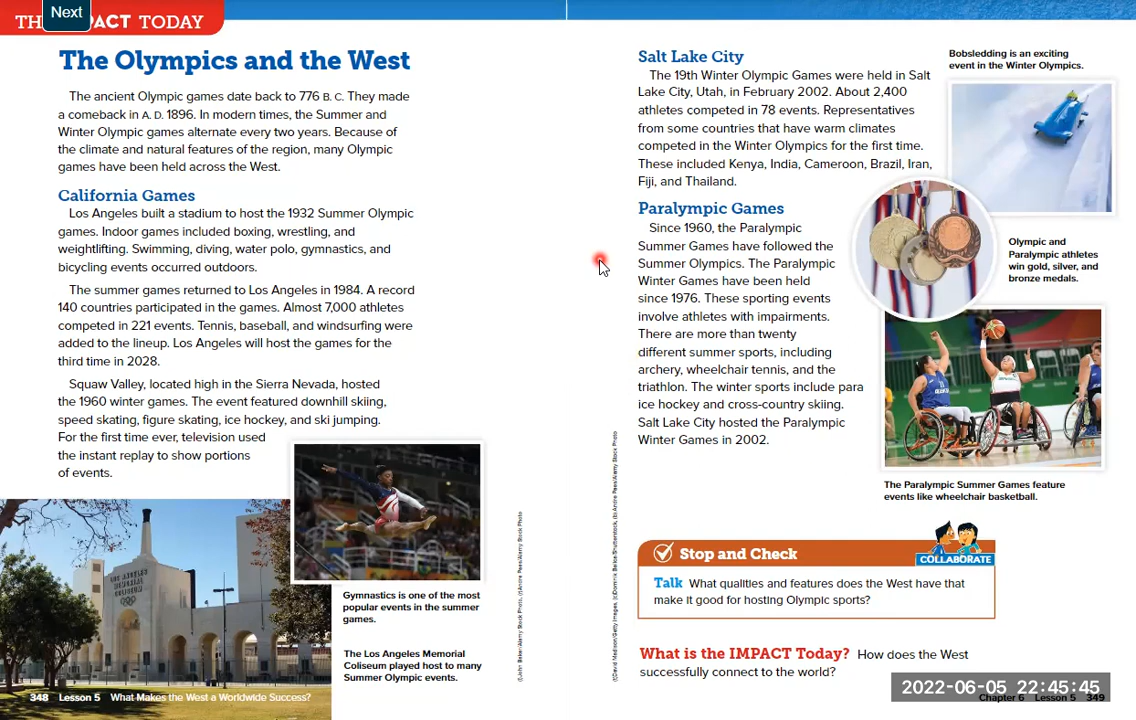 Next
TH PACT TODAY
The Olympics and the West
The ancient Olympic games date back to 776 B. C. They made
a comeback in A. D. 1896. In modern times, the Summer and
Winter Olympic games alternate every two years. Because of
the climate and natural features of the region, many Olympic
games have been held across the West.
California Games
Los Angeles built a stadium to host the 1932 Summer Olympic
games. Indoor games included boxing, wrestling, and
weightlifting. Swimming, diving, water polo, gymnastics, and
bicycling events occurred outdoors.
The summer games returned to Los Angeles in 1984. A record
140 countries participated in the games. Almost 7,000 athletes
competed in 221 events. Tennis, baseball, and windsurfing were
added to the lineup. Los Angeles will host the games for the
third time in 2028.
Squaw Valley, located high in the Sierra Nevada, hosted
the 1960 winter games. The event featured downhill skiing,
speed skating, figure skating, ice hockey, and ski jumping.
For the first time ever, television used
the instant replay to show portions
of events.
LOS ANGELES
MEMORIAL
COLISEUM
Gymnastics is one of the most
popular events in the summer
games.
The Los Angeles Memorial
Coliseum played host to many
Summer Olympic events.
348 Lesson 5 What Makes the West a Worldwide Success?
Salt Lake City
The 19th Winter Olympic Games were held in Salt
Lake City, Utah, in February 2002. About 2,400
athletes competed in 78 events. Representatives
from some countries that have warm climates
competed in the Winter Olympics for the first time.
These included Kenya, India, Cameroon, Brazil, Iran,
Fiji, and Thailand.
Bobsledding is an exciting
event in the Winter Olympics.
Paralympic Games
Since 1960, the Paralympic
Summer Games have followed the
Summer Olympics. The Paralympic
Winter Games have been held
since 1976. These sporting events
involve athletes with impairments.
There are more than twenty
different summer sports, including
archery, wheelchair tennis, and the
triathlon. The winter sports include para
ice hockey and cross-country skiing.
Salt Lake City hosted the Paralympic
Winter Games in 2002.
Olympic and
Paralympic athletes
win gold, silver, and
bronze medals.
The Paralympic Summer Games feature
events like wheelchair basketball.
Stop and Check
COLLABORATE
Talk What qualities and features does the West have that
make it good for hosting Olympic sports?
What is the IMPACT Today? How does the West
successfully connect to the world?
2022-06-05 22:45:45
Chapter 6 Lesson 5 349